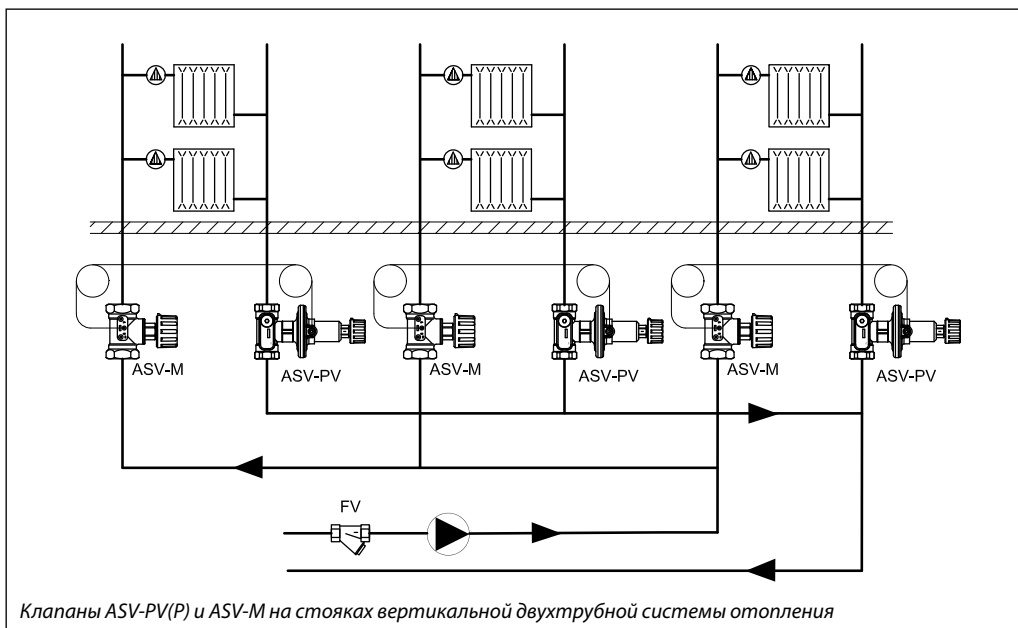 ASV-M
ASV-PV
ASV-M
ASV-PV
ASV-M
ASV-PV
FV
Клапаны ASV-PV(P) и ASV-M на стояках вертикальной двухтрубной системы отопления